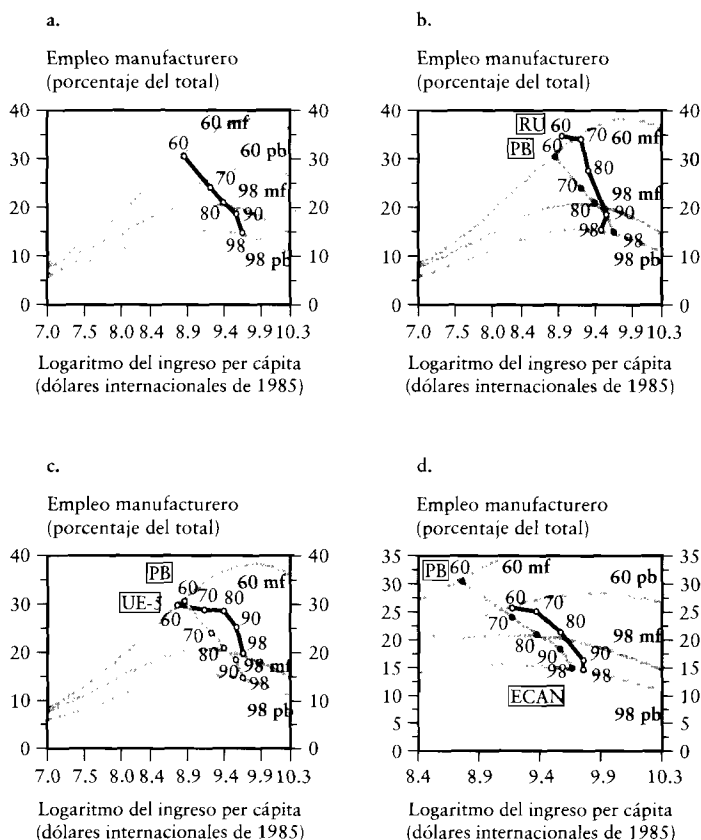 a.
Empleo manufacturero
(porcentaje del total)
40 40
60 mf
60 60 pb
30 30
70 98 mf
20 80 90 20
98
10 98 pb 10
0 0
7.0 7.5 8.0 8.4 8.9 9.4 9.9 10.3
Logaritmo del ingreso per cápita
(dólares internacionales de 1985)
b.
Empleo manufacturero
(porcentaje del total)
40 40
RU 60 70 60 mf
PB 60
30 30
80
70 98 mf
20 80 90 20
98 98
10 98 pb 10
0 0
7.0 7.5 8.0 8.4 8.9 9.4 9.9 10.3
Logaritmo del ingreso per cápita
(dólares internacionales de 1985)
c.
Empleo manufacturero
(porcentaje del total)
40 40
PB 60 mf
60 70 80
UE-5
30 30
60 90
70
80 98
20 98 mf 20
90 98
10 98 pb 10
0 0
7.0 7.5 8.0 8.4 8.9 9.4 9.9 10.3
Logaritmo del ingreso per cápita
(dólares internacionales de 1985)
d.
Empleo manufacturero
(porcentaje del total)
35 35
PB 60 60 mf 60 pb
30 30
60 70
25 25
70 80
20 80 98 mf 20
90 90
15 98 98 15
ECAN
10 10
98 pb
5 5
0 0
8.4 8.9 9.4 9.9 10.3
Logaritmo del ingreso per cápita
(dólares internacionales de 1985)